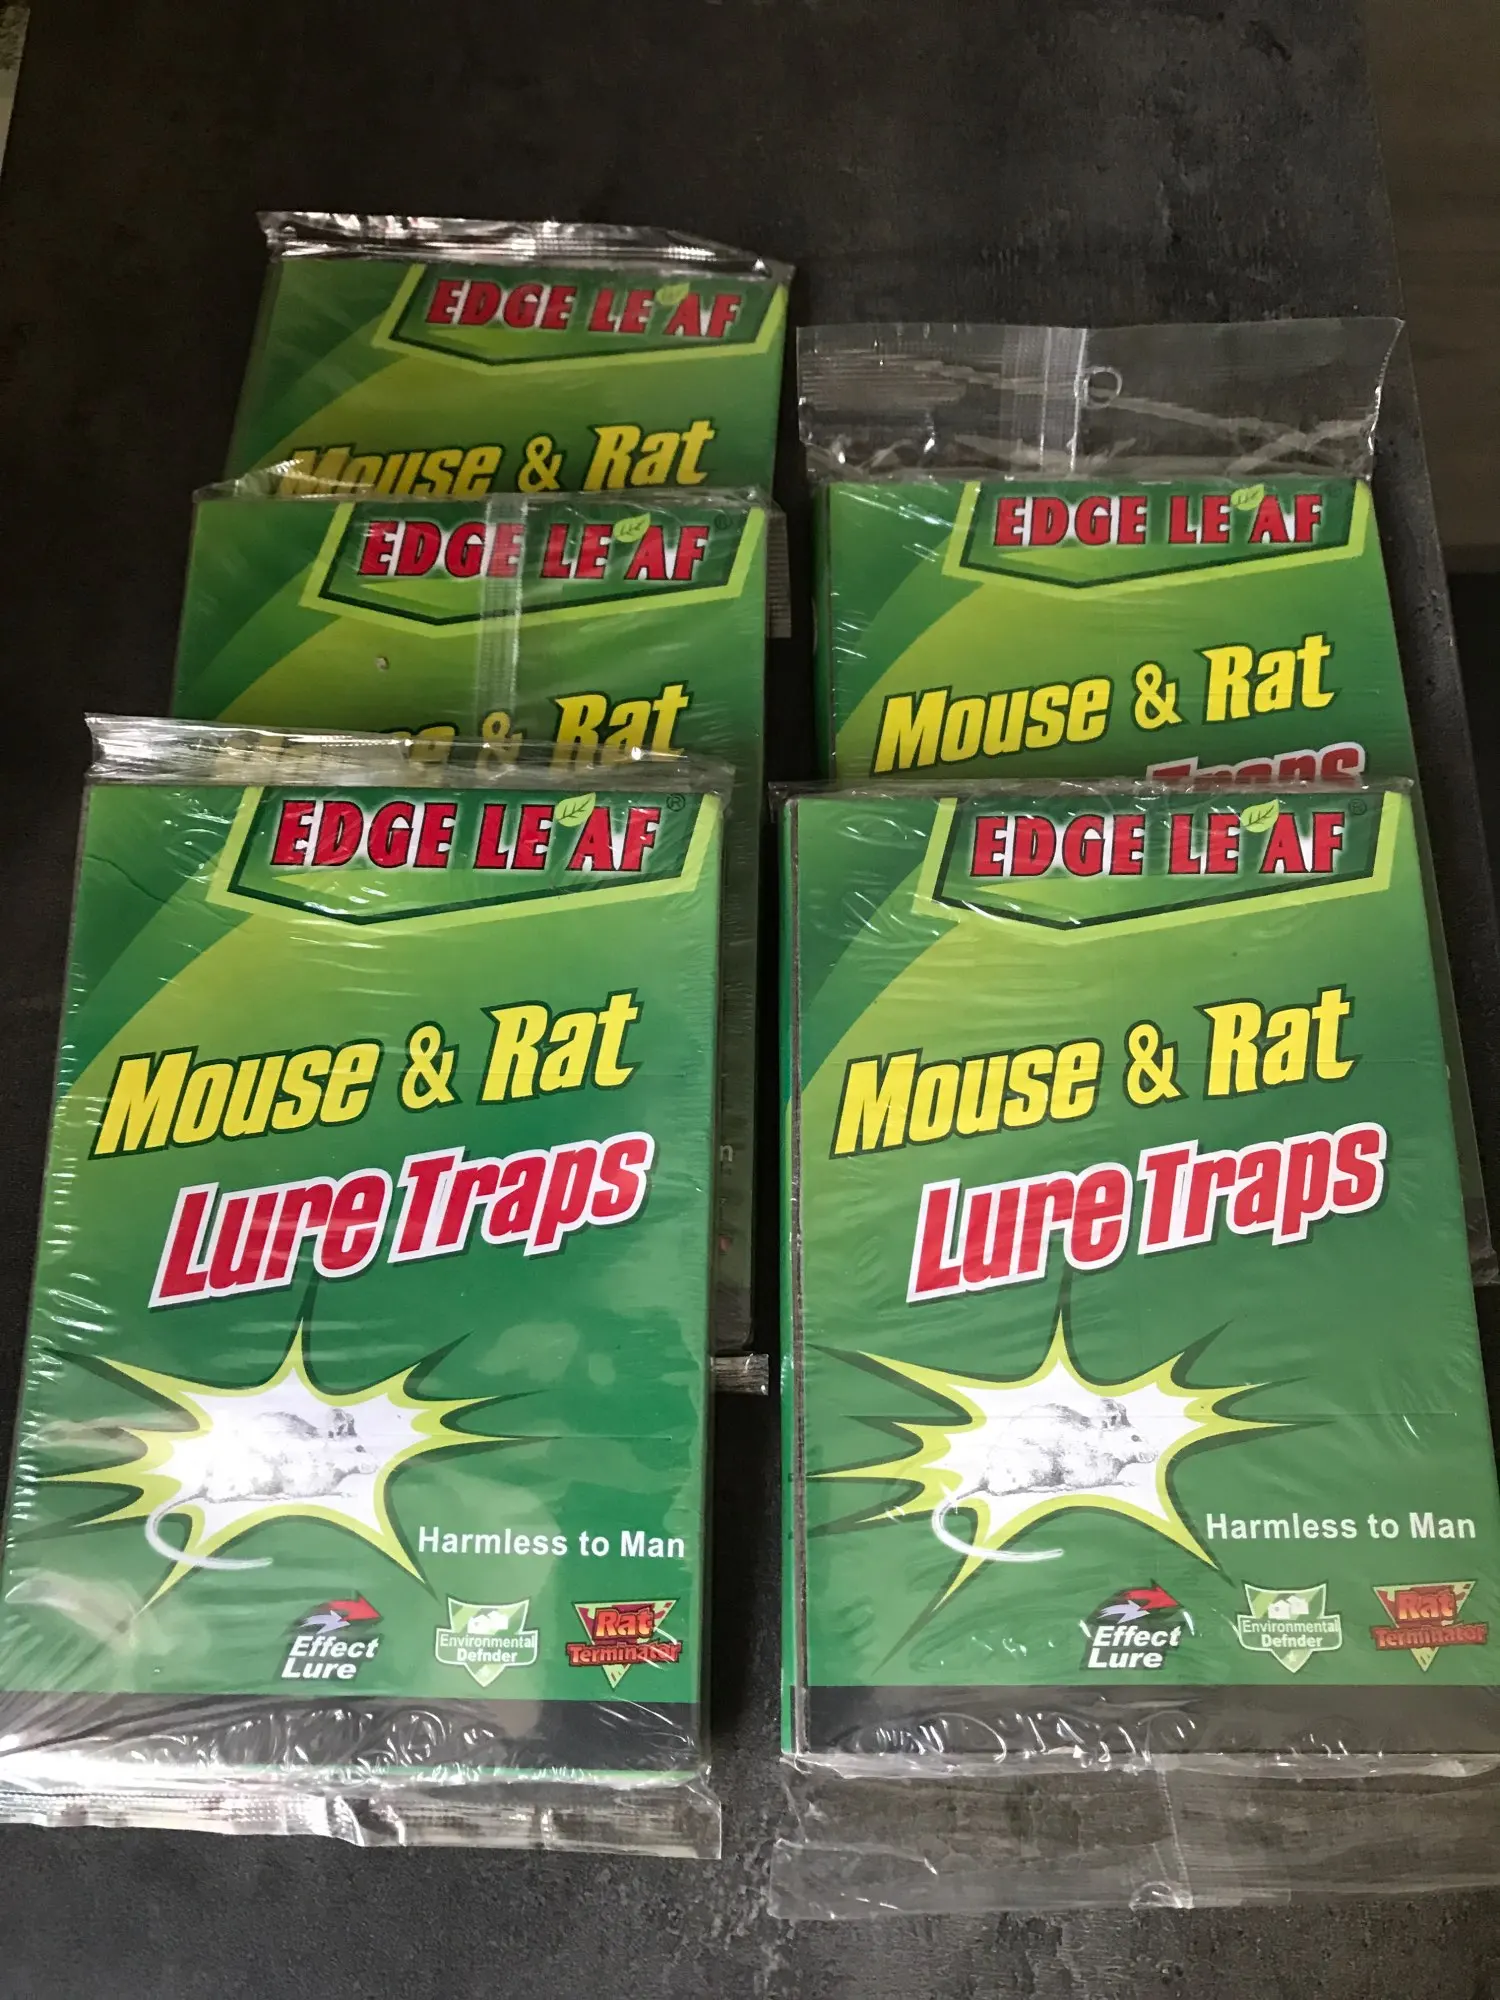 EDGE LEAF
Mouse & Rat
EDGE LEAF
Mouse & Rat
EDGE LEAF
Mouse & Rat
Traps
EDGE LEAF®
Mouse & Rat
Lure Traps
Harmless to Man
Effect
Lure
Environmental
Defnder
Rat
Terminator
EDGE LEAF®
Mouse & Rat
Lure Traps
Harmless to Man
Effect
Lure
Environmental
Defnder
Rat
Terminator